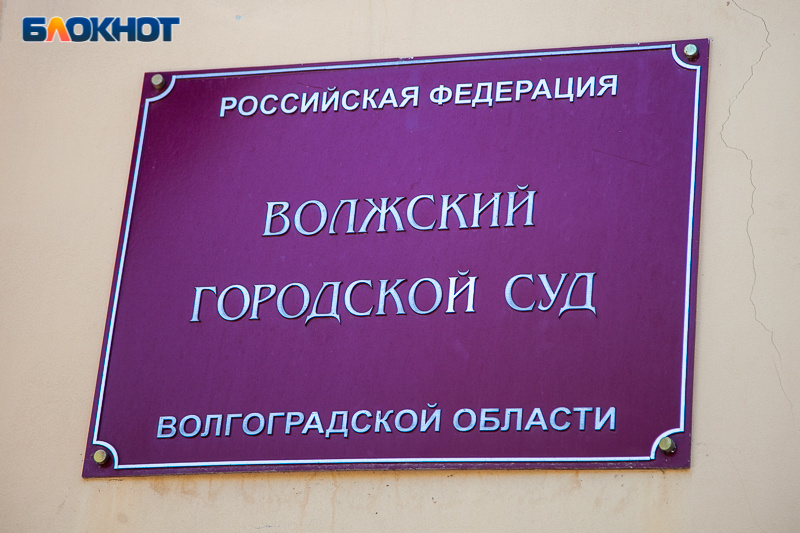 БЛОКНОТ
РОССИЙСКАЯ ФЕДЕРАЦИЯ
ВОЛЖСКИЙ
ГОРОДСКОЙ СУД
ВОЛГОГРАДСКОЙ ОБЛАСТИ